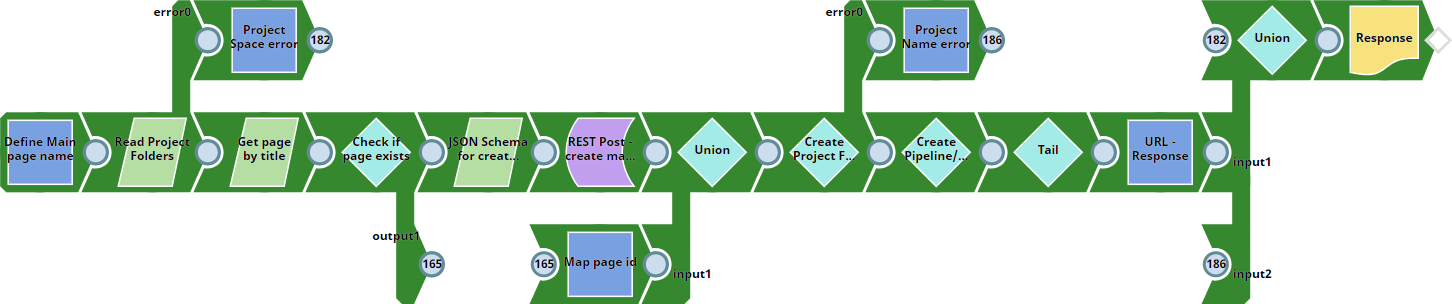 error0
Project
Space error
182
error0
Project
Name error
186
182
Union
Response
Define Main
page name
Read Project
Folders
Get page
by title
Check if
page exists
JSON Schema
for creat...
REST Post -
create ma...
Union
Create
Project F...
Create
Pipeline/...
Tail
URL -
Response
input1
output1
165
165
Map page id
input1
186
input2